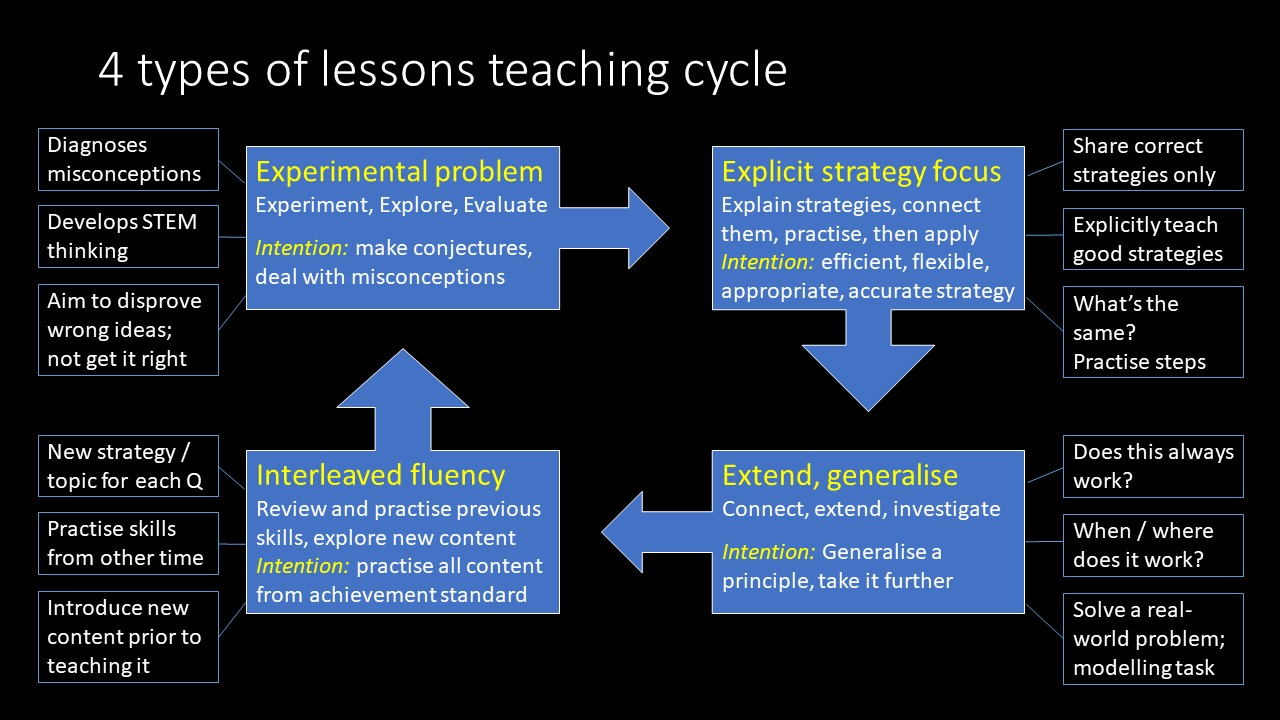 4 types of lessons teaching cycle
Diagnoses
misconceptions
Develops STEM
thinking
Aim to disprove
wrong ideas;
not get it right
Experimental problem
Experiment, Explore, Evaluate
Intention: make conjectures,
deal with misconceptions
Explicit strategy focus
Explain strategies, connect
them, practise, then apply
Intention: efficient, flexible,
appropriate, accurate strategy
Share correct
strategies only
Explicitly teach
good strategies
What's the
same?
Practise steps
New strategy /
topic for each Q
Practise skills
from other time
Introduce new
content prior to
teaching it
Interleaved fluency
Review and practise previous
skills, explore new content
Intention: practise all content
from achievement standard
Extend, generalise
Connect, extend, investigate
Intention: Generalise a
principle, take it further
Does this always
work?
When / where
does it work?
Solve a real-
world problem;
modelling task